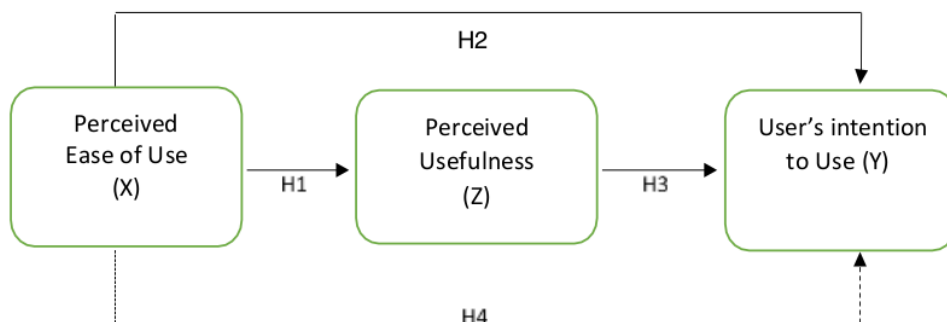 H2
Perceived
Ease of Use
(X)
H1
Perceived
Usefulness
(Z)
H3
User’s intention
to Use (Y)
H4